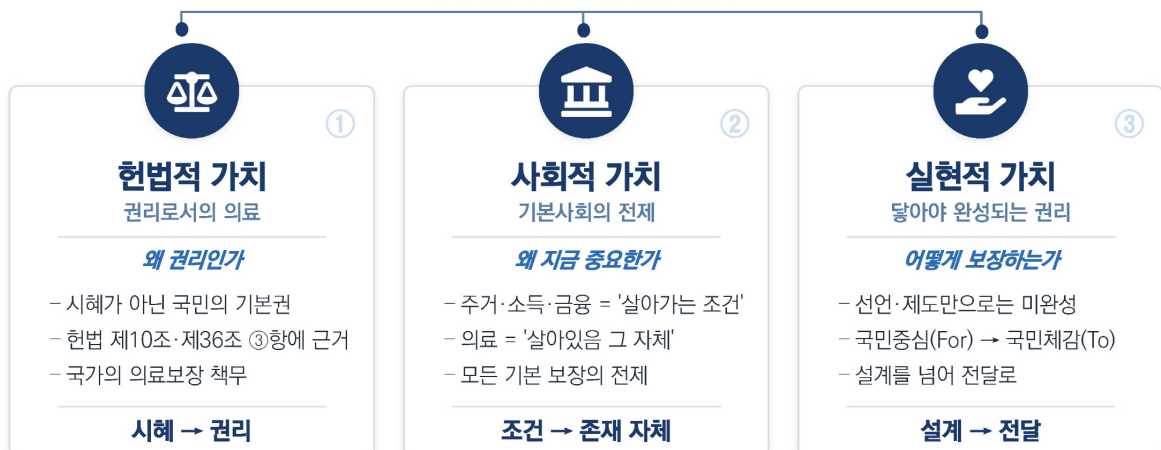 ①
헌법적 가치
권리로서의 의료
왜 권리인가
– 시혜가 아닌 국민의 기본권
– 헌법 제10조·제36조 ③항에 근거
– 국가의 의료보장 책무
시혜 → 권리
②
사회적 가치
기본사회의 전제
왜 지금 중요한가
– 주거·소득·금융 = '살아가는 조건'
– 의료 = '살아있음 그 자체'
– 모든 기본 보장의 전제
조건 → 존재 자체
③
실현적 가치
닿아야 완성되는 권리
어떻게 보장하는가
– 선언·제도만으로는 미완성
– 국민중심(For) → 국민체감(To)
– 설계를 넘어 전달로
설계 → 전달